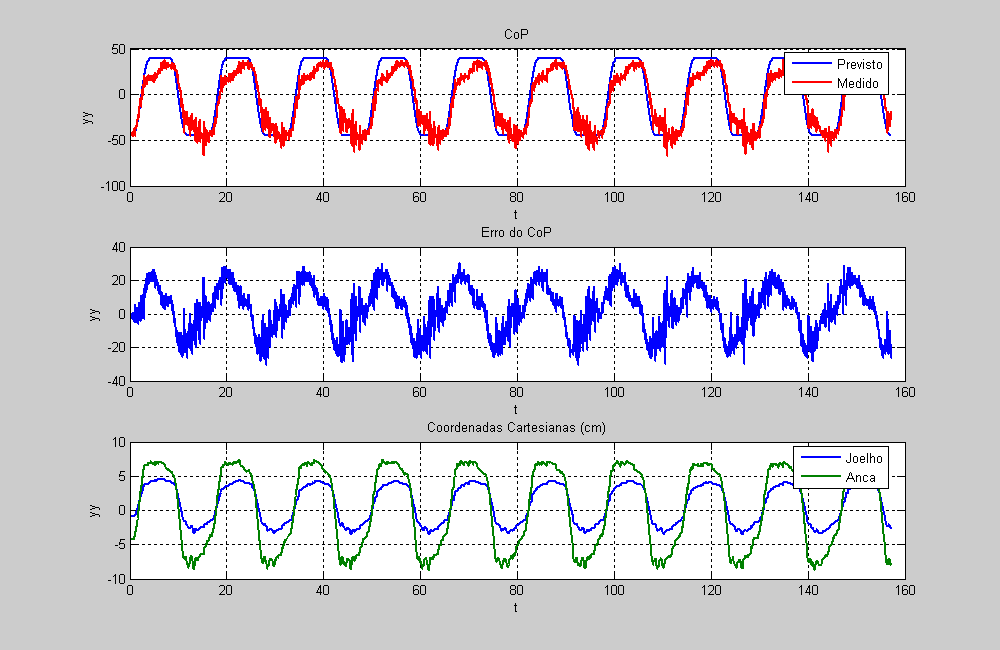 CoP
50
0
-50
-100
yy
Previsto
Medido
0 20 40 60 80 100 120 140 160
t
Erro do CoP
40
20
0
-20
-40
yy
0 20 40 60 80 100 120 140 160
t
Coordenadas Cartesianas (cm)
10
5
0
-5
-10
yy
Joelho
Anca
0 20 40 60 80 100 120 140 160
t